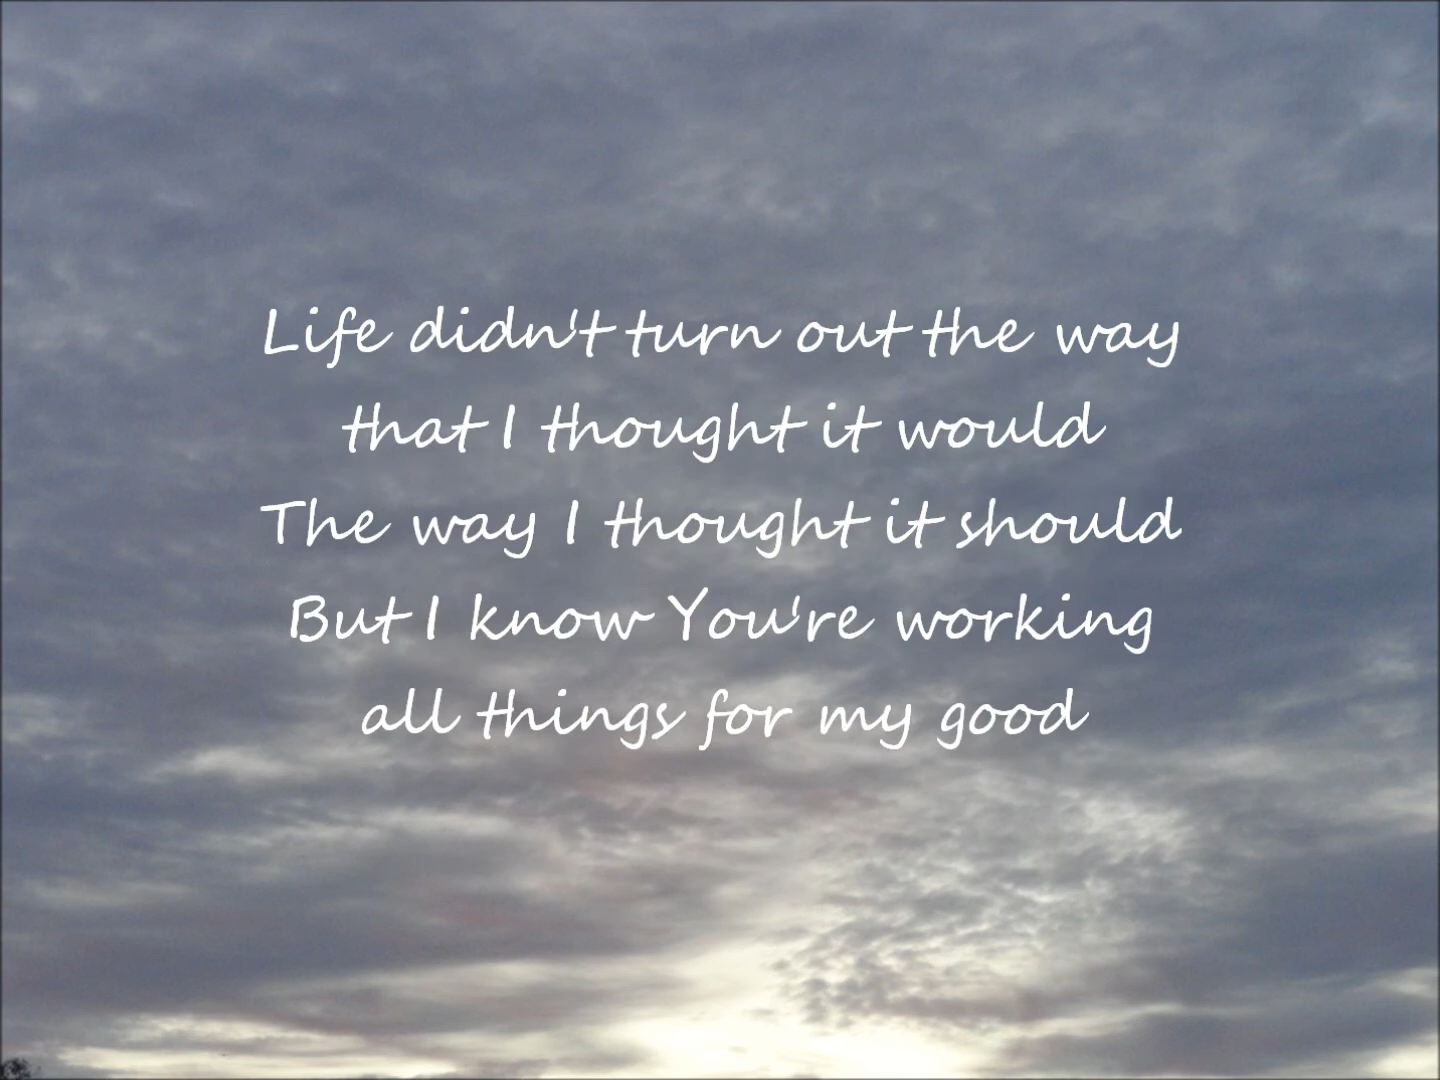 Life didn't turn out the way
that I thought it would
The way I thought it should
But I know You're working
all things for my good